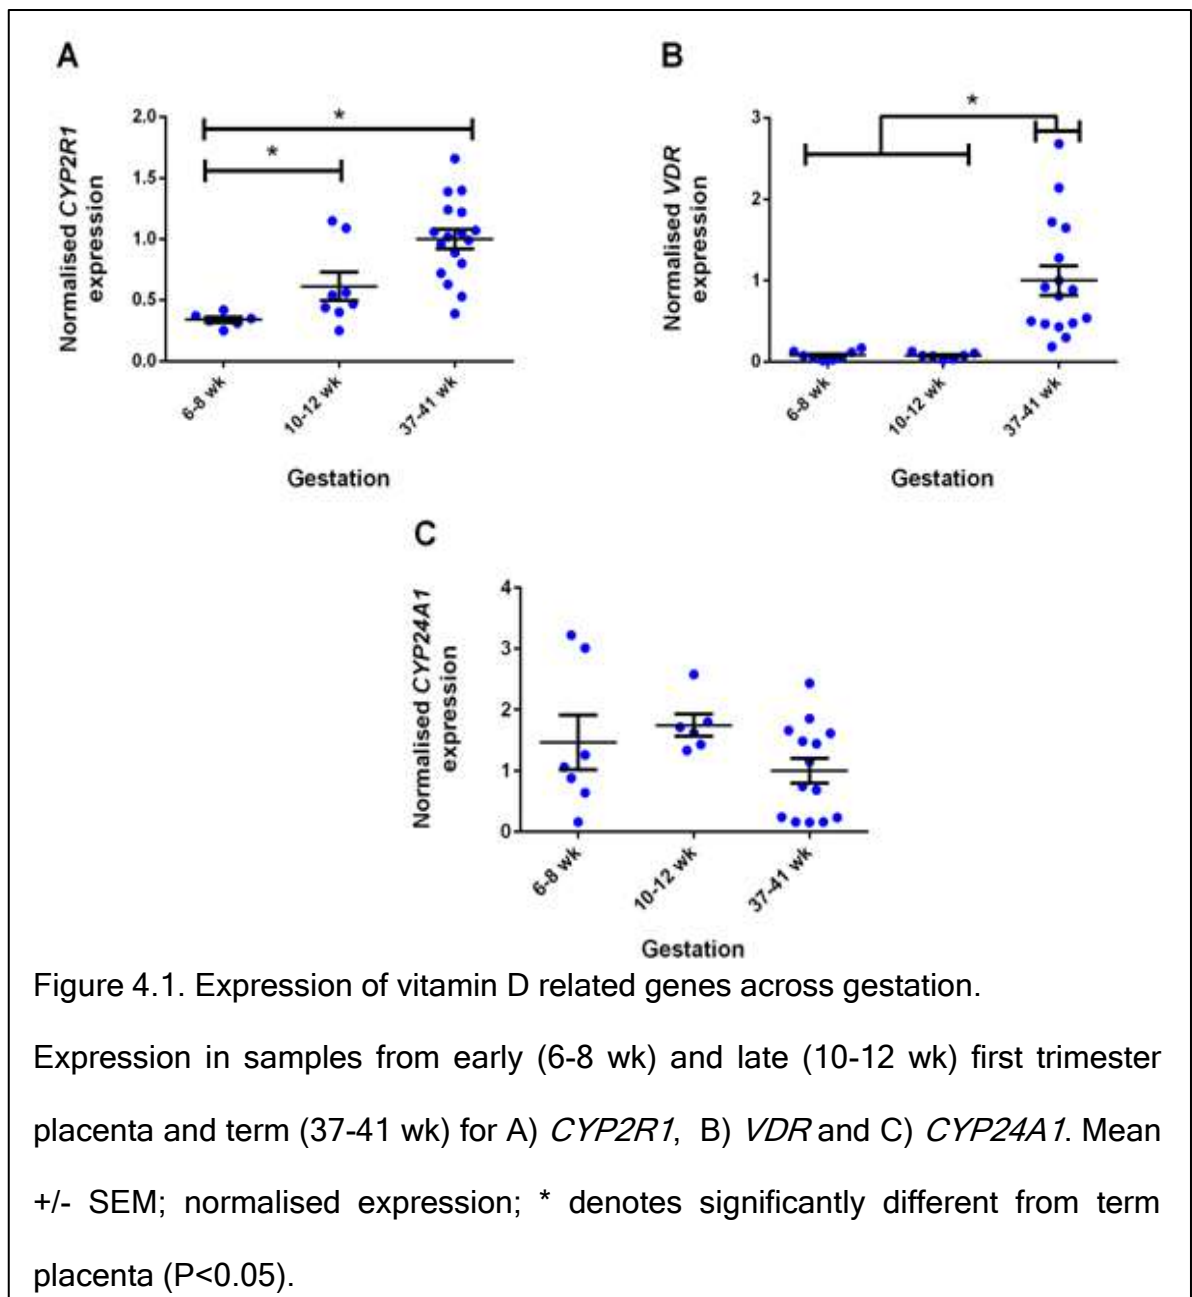 A
Normalised CYP2R1
expression
2.0
1.5
1.0
0.5
0.0
*
*
6-8 wk
10-12 wk
37-41 wk
Gestation
B
Normalised VDR
expression
3
2
1
0
*
6-8 wk
10-12 wk
37-41 wk
Gestation
C
Normalised CYP24A1
expression
4
3
2
1
0
6-8 wk
10-12 wk
37-41 wk
Gestation
Figure 4.1. Expression of vitamin D related genes across gestation.
Expression in samples from early (6-8 wk) and late (10-12 wk) first trimester
placenta and term (37-41 wk) for A) CYP2R1, B) VDR and C) CYP24A1. Mean
+/- SEM; normalised expression; * denotes significantly different from term
placenta (P<0.05).